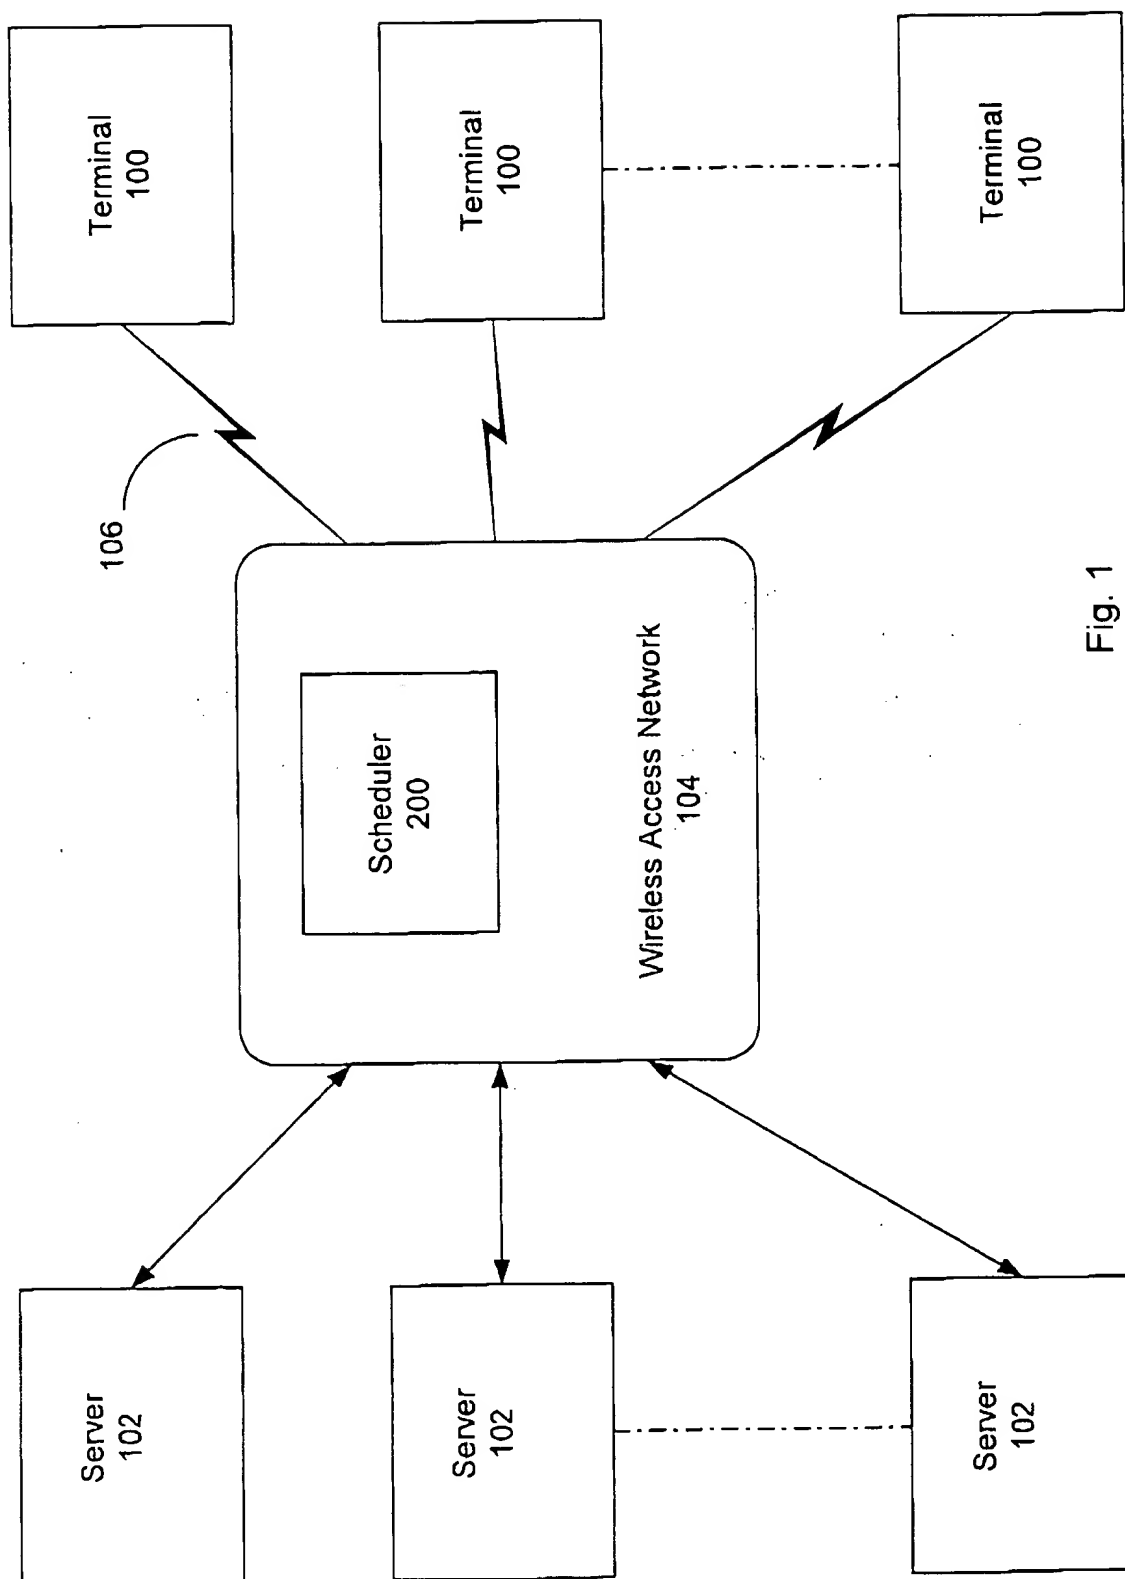 Server
102
Server
102
Server
102
Scheduler
200
Wireless Access Network
104
106
Terminal
100
Terminal
100
Terminal
100
Fig. 1